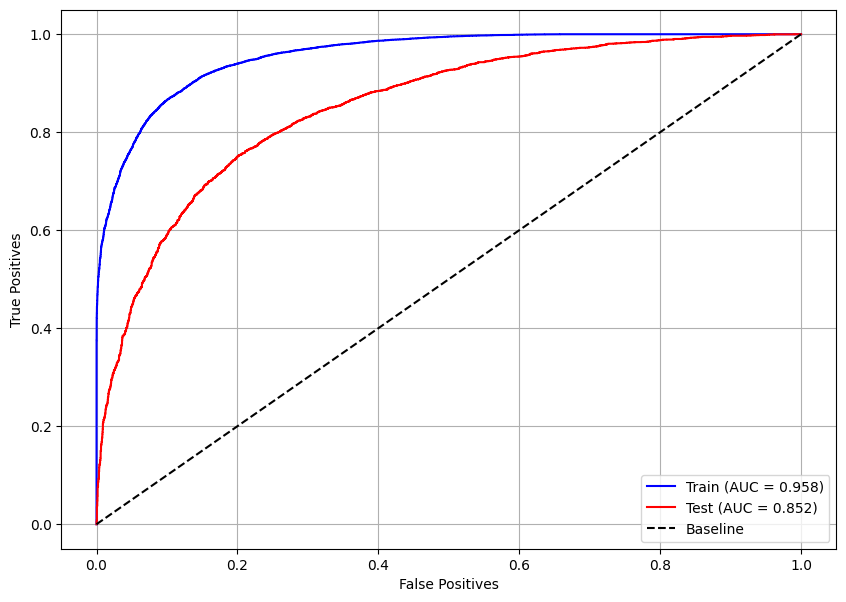 1.0
0.8
0.6
0.4
0.2
0.0
True Positives
0.0 0.2 0.4 0.6 0.8 1.0
False Positives
Train (AUC = 0.958)
Test (AUC = 0.852)
Baseline